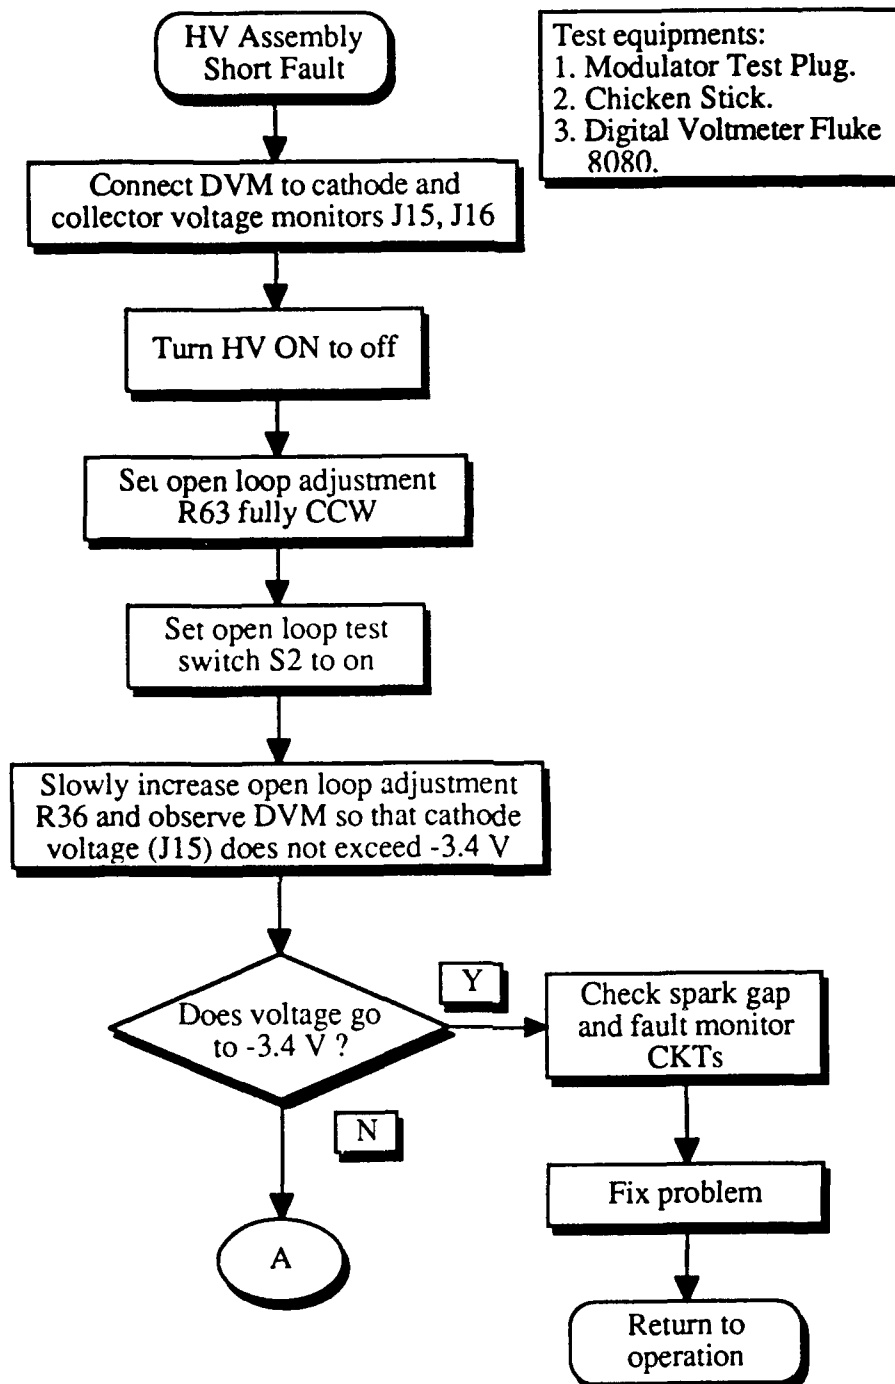 HV Assembly
Short Fault
Test equipments:
1. Modulator Test Plug.
2. Chicken Stick.
3. Digital Voltmeter Fluke
8080.
Connect DVM to cathode and
collector voltage monitors J15, J16
Turn HV ON to off
Set open loop adjustment
R63 fully CCW
Set open loop test
switch S2 to on
Slowly increase open loop adjustment
R36 and observe DVM so that cathode
voltage (J15) does not exceed -3.4 V
Does voltage go
to -3.4 V ?
Y
Check spark gap
and fault monitor
CKTs
N
Fix problem
A
Return to
operation